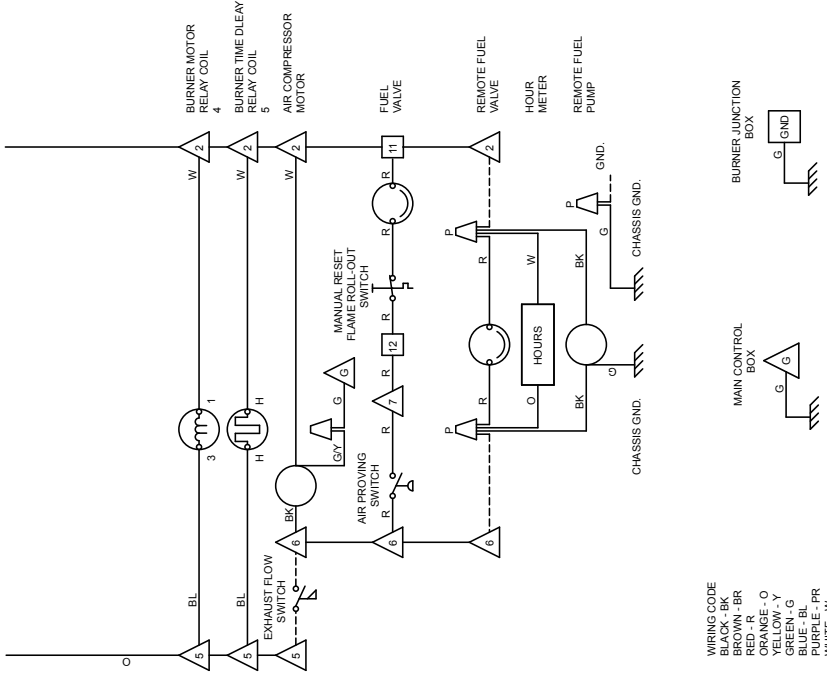 O
BL
W
5
3
1
2
BURNER MOTOR
RELAY COIL
4
BL
W
5
H
H
2
BURNER TIME DLEAY
RELAY COIL
5
EXHAUST FLOW
SWITCH
5
6
BK
W
2
AIR COMPRESSOR
MOTOR
G/Y
G
G
AIR PROVING
SWITCH
6
R
R
7
R
12
R
MANUAL RESET
FLAME ROLL-OUT
SWITCH
R
R
11
FUEL
VALVE
6
P
R
R
P
2
REMOTE FUEL
VALVE
O
HOURS
W
HOUR
METER
BK
BK
G
REMOTE FUEL
PUMP
P
GND.
G
CHASSIS GND.
CHASSIS GND.
WIRING CODE
BLACK - BK
BROWN - BR
RED - R
ORANGE - O
YELLOW - Y
GREEN - G
BLUE - BL
PURPLE - PR
MAIN CONTROL
BOX
G
G
BURNER JUNCTION
BOX
GND
G